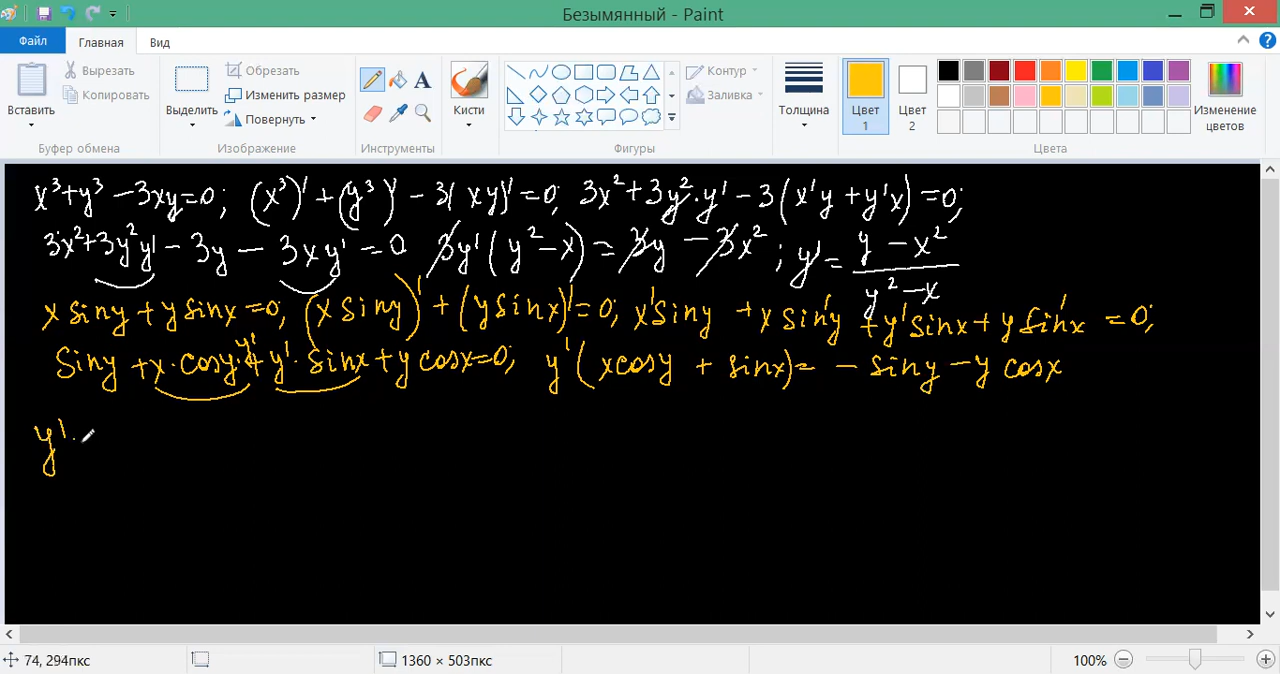 Безымянный - Paint
Файл Главная Вид
Вставить
Вырезать
Копировать
Буфер обмена
Выделить
Обрезать
Изменить размер
Повернуть
Изображение
A
Инструменты
Кисти
Контур
Заливка
Фигуры
Толщина
Цвет 1
Цвет 2
Изменение цветов
Цвета
x³+y³ -3xy=0; (x³)' + (y³)' - 3(xy)' =0; 3x²+3y²·y' - 3(x'y + y'x) =0;
3x²+3y²y' - 3y - 3xy' = 0 3y'(y²-x) = 3y - 3x²; y' = (y - x²)/(y² - x)
x siny + y sinx =0; (x siny)' + (y sinx)' =0; x'siny + x sin'y + y'sinx + y sin'x = 0;
siny + x·cosy·y' + y'·sinx + y cosx=0; y'(xcosy + sinx) = - siny - y cosx
y'·
74, 294пкс
1360 × 503пкс
100%